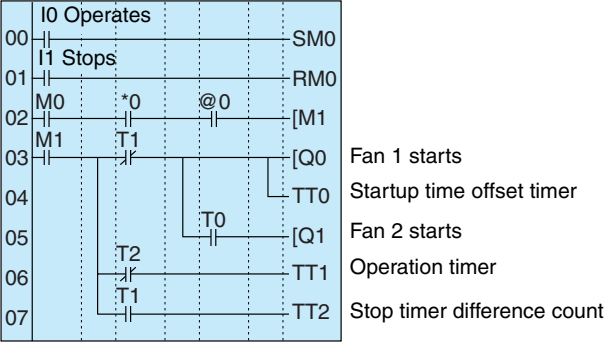 I0 Operates
00 SM0
I1 Stops
01 RM0
M0 *0 @0
02 [M1
M1 T1
03 [Q0 Fan 1 starts
04 TT0 Startup time offset timer
T0
05 [Q1 Fan 2 starts
T2
06 TT1 Operation timer
T1
07 TT2 Stop timer difference count